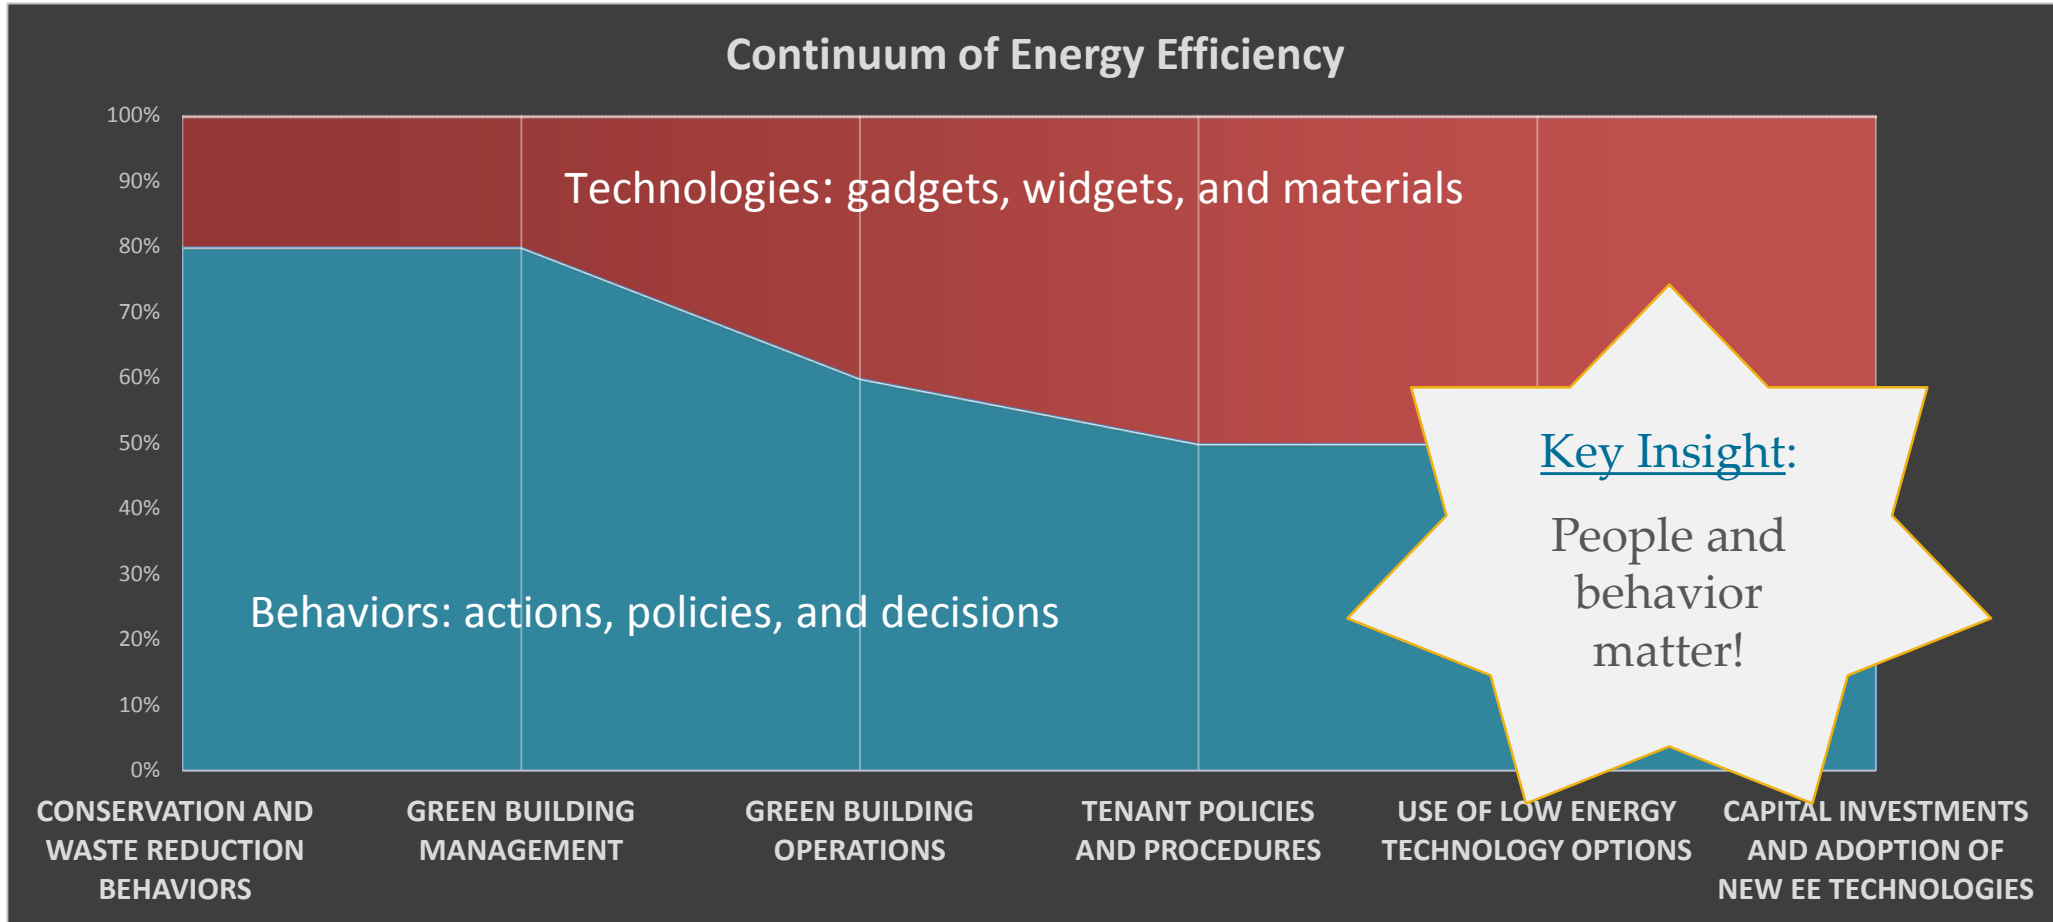 Continuum of Energy Efficiency
100%
90%
80%
70%
60%
50%
40%
30%
20%
10%
0%
Technologies: gadgets, widgets, and materials
Behaviors: actions, policies, and decisions
Key Insight:
People and
behavior
matter!
CONSERVATION AND
WASTE REDUCTION
BEHAVIORS
GREEN BUILDING
MANAGEMENT
GREEN BUILDING
OPERATIONS
TENANT POLICIES
AND PROCEDURES
USE OF LOW ENERGY
TECHNOLOGY OPTIONS
CAPITAL INVESTMENTS
AND ADOPTION OF
NEW EE TECHNOLOGIES